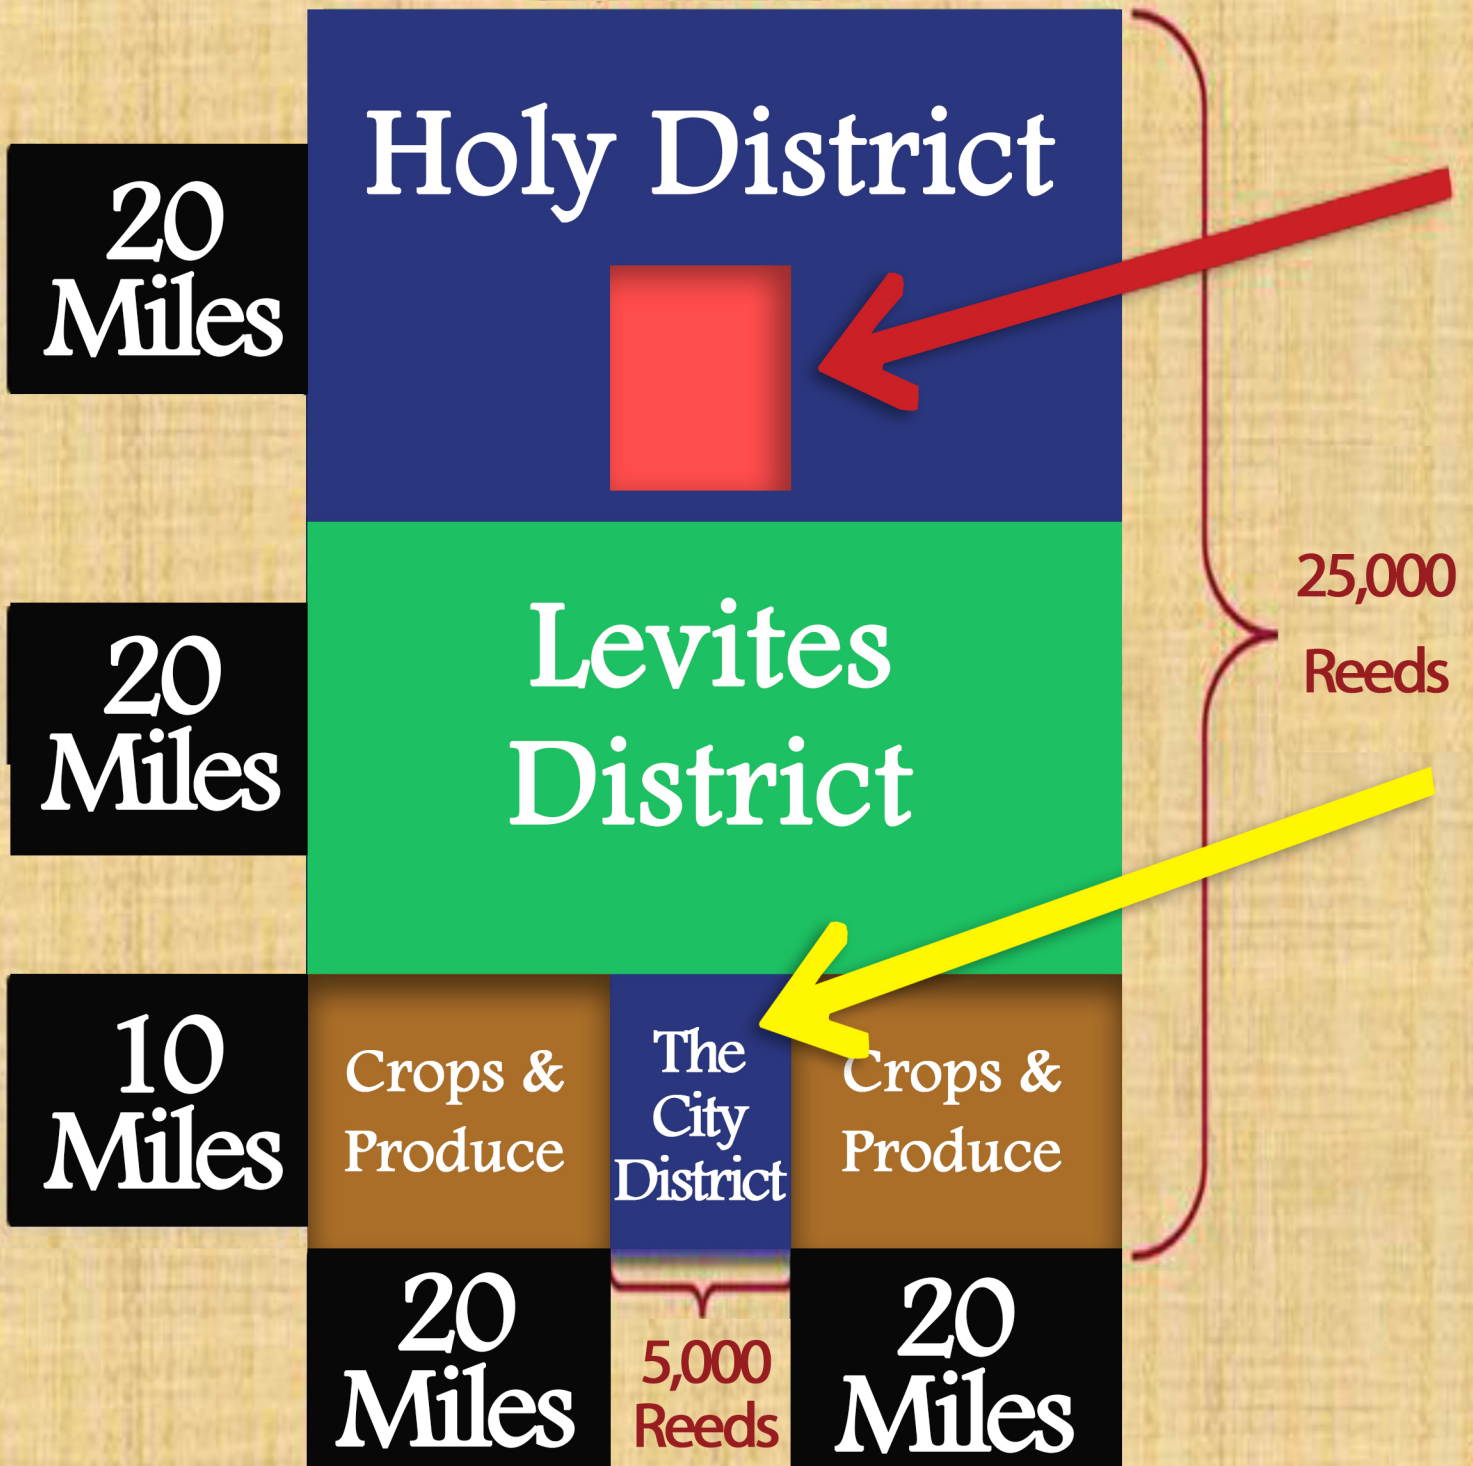 Holy District
20
Miles
25,000
Reeds
20
Miles
Levites
District
10
Miles
Crops &
Produce
The
City
District
Crops &
Produce
20
Miles
5,000
Reeds
20
Miles